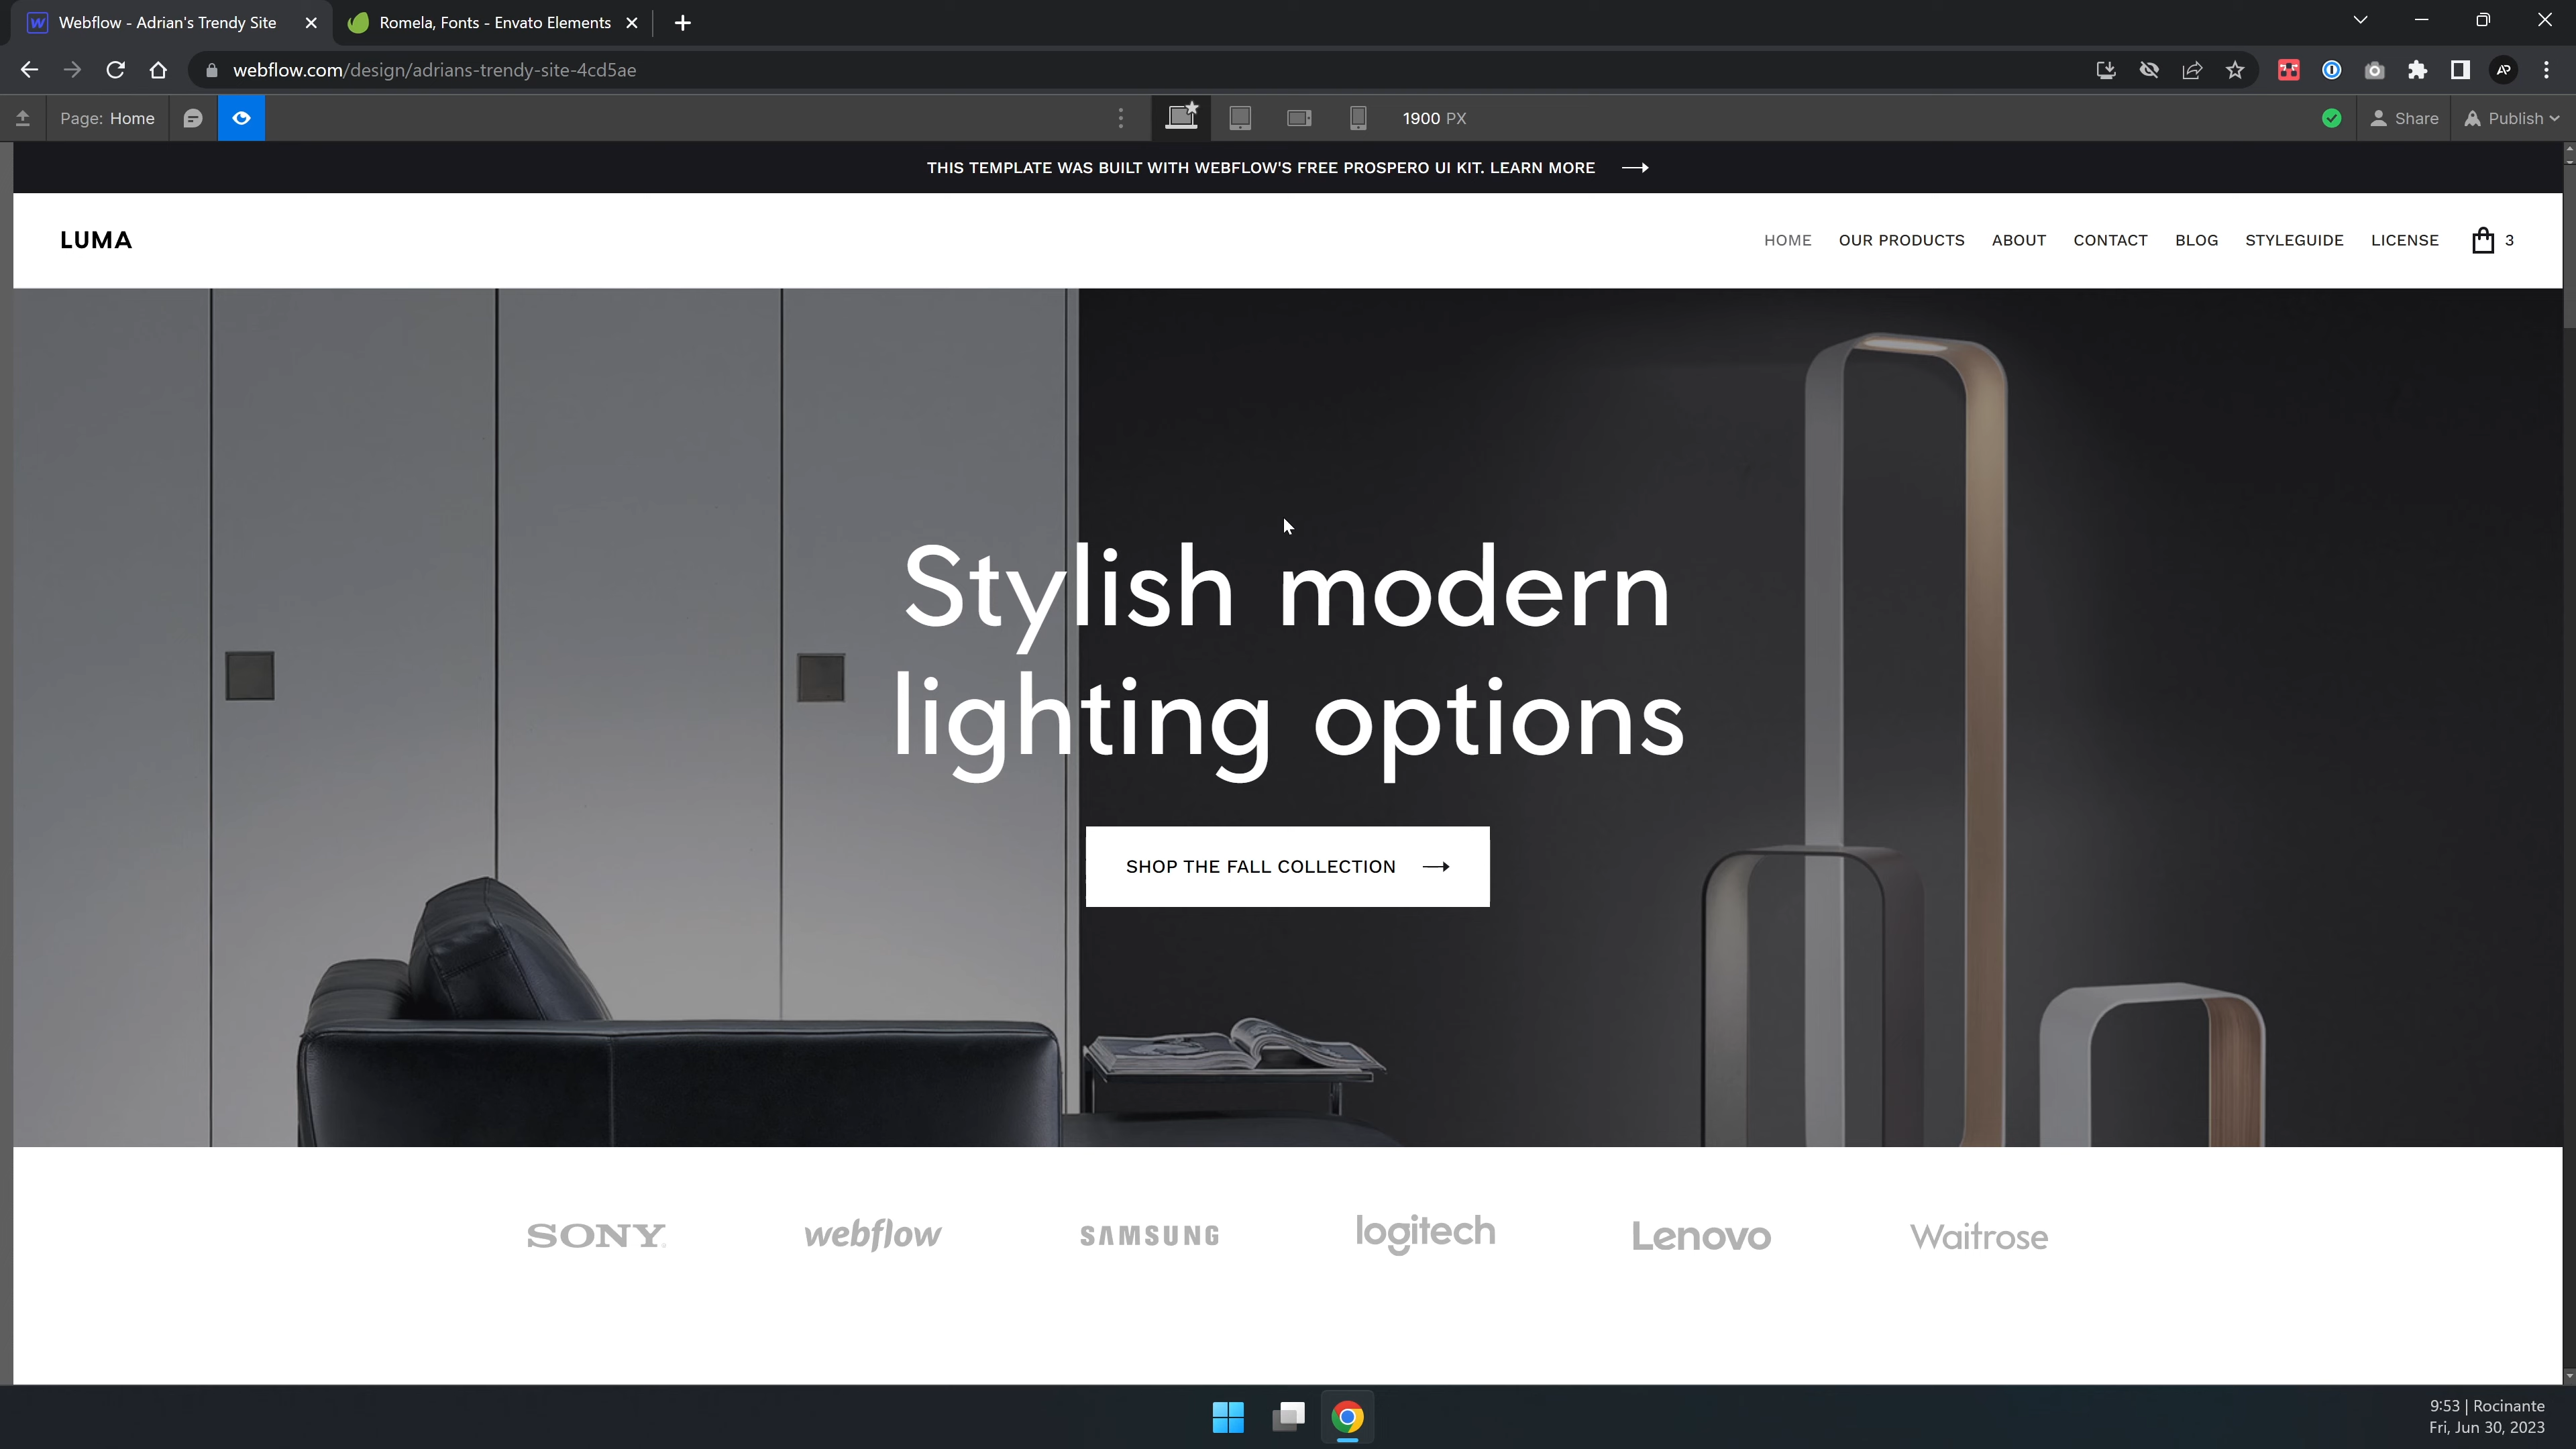 Webflow - Adrian's Trendy Site
Romela, Fonts - Envato Elements
webflow.com/design/adrians-trendy-site-4cd5ae
AP
Page: Home
1900 PX
Share
Publish
THIS TEMPLATE WAS BUILT WITH WEBFLOW'S FREE PROSPERO UI KIT. LEARN MORE
LUMA
HOME
OUR PRODUCTS
ABOUT
CONTACT
BLOG
STYLEGUIDE
LICENSE
3
Stylish modern
lighting options
SHOP THE FALL COLLECTION
SONY
webflow
SAMSUNG
logitech
Lenovo
Waitrose
9:53 | Rocinante
Fri, Jun 30, 2023